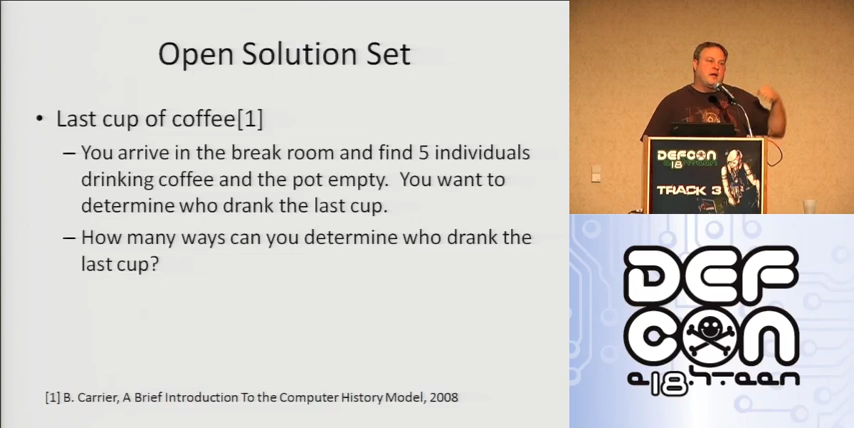 Open Solution Set
• Last cup of coffee[1]
– You arrive in the break room and find 5 individuals
drinking coffee and the pot empty.  You want to
determine who drank the last cup.
– How many ways can you determine who drank the
last cup?
[1] B. Carrier, A Brief Introduction To the Computer History Model, 2008
DEFCON
18
TRACK 3
DEF
CON
e18hteen